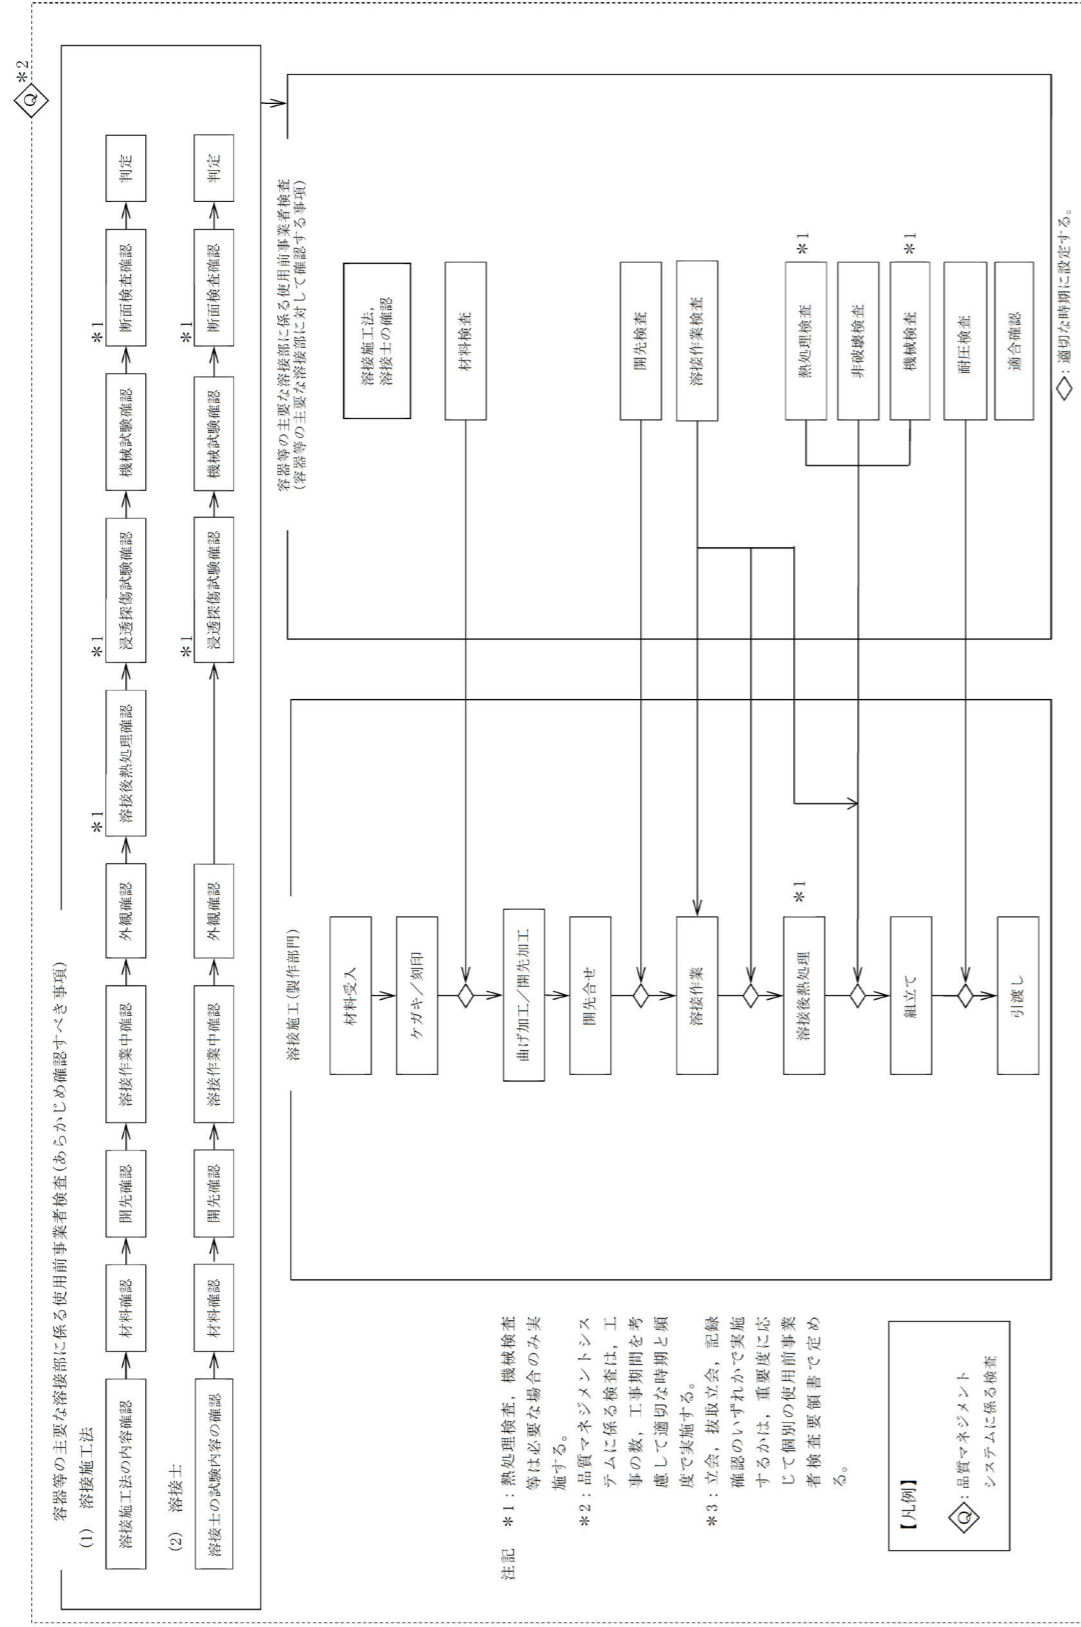 容器等の主要な溶接部に係る使用前事業者検査(あらかじめ確認すべき事項)
(1) 溶接施工法
溶接施工法の内容確認
材料確認
開先確認
溶接作業中確認
外観確認
*1
溶接後熱処理確認
*1
浸透探傷試験確認
機械試験確認
*1
断面検査確認
判定
(2) 溶接士
溶接士の試験内容の確認
材料確認
開先確認
溶接作業中確認
外観確認
*1
浸透探傷試験確認
機械試験確認
*1
断面検査確認
判定
Q
*2
溶接施工(製作部門)
材料受入
ケガキ/刻印
曲げ加工/開先加工
開先合せ
溶接作業
溶接後熱処理
*1
組立て
引渡し
容器等の主要な溶接部に係る使用前事業者検査
(容器等の主要な溶接部に対して確認する事項)
溶接施工法,
溶接士の確認
材料検査
開先検査
溶接作業検査
熱処理検査
*1
非破壊検査
機械検査
*1
耐圧検査
適合確認
◇:適切な時期に設定する。
注記 *1:熱処理検査,機械検査
等は必要な場合のみ実
施する。
*2:品質マネジメントシス
テムに係る検査は,工
事の数,工事期間を考
慮して適切な時期と頻
度で実施する。
*3:立会,抜取立会,記録
確認のいずれかで実施
するかは,重要度に応
じて個別の使用前事業
者検査要領書で定め
る。
【凡例】
Q:品質マネジメント
システムに係る検査